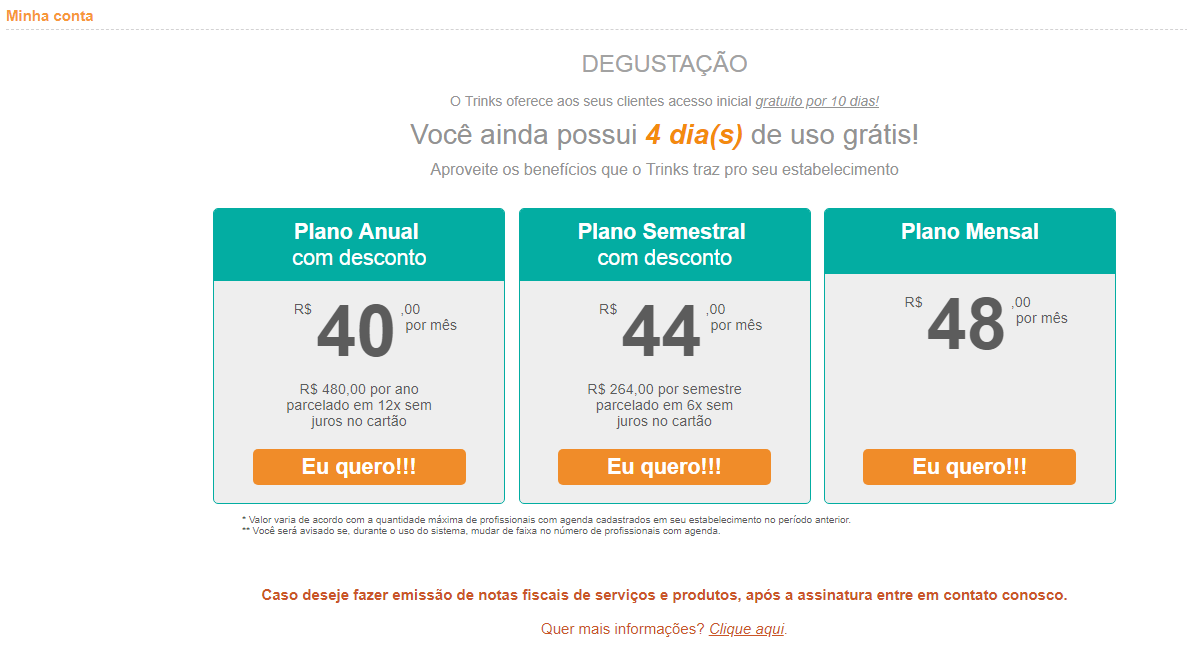 Minha conta
DEGUSTAÇÃO
O Trinks oferece aos seus clientes acesso inicial gratuito por 10 dias!
Você ainda possui 4 dia(s) de uso grátis!
Aproveite os benefícios que o Trinks traz pro seu estabelecimento
Plano Anual
com desconto
R$ 40,00
por mês
R$ 480,00 por ano
parcelado em 12x sem
juros no cartão
Eu quero!!!
Plano Semestral
com desconto
R$ 44,00
por mês
R$ 264,00 por semestre
parcelado em 6x sem
juros no cartão
Eu quero!!!
Plano Mensal
R$ 48,00
por mês
Eu quero!!!
* Valor varia de acordo com a quantidade máxima de profissionais com agenda cadastrados em seu estabelecimento no período anterior.
** Você será avisado se, durante o uso do sistema, mudar de faixa no número de profissionais com agenda.
Caso deseje fazer emissão de notas fiscais de serviços e produtos, após a assinatura entre em contato conosco.
Quer mais informações? Clique aqui.